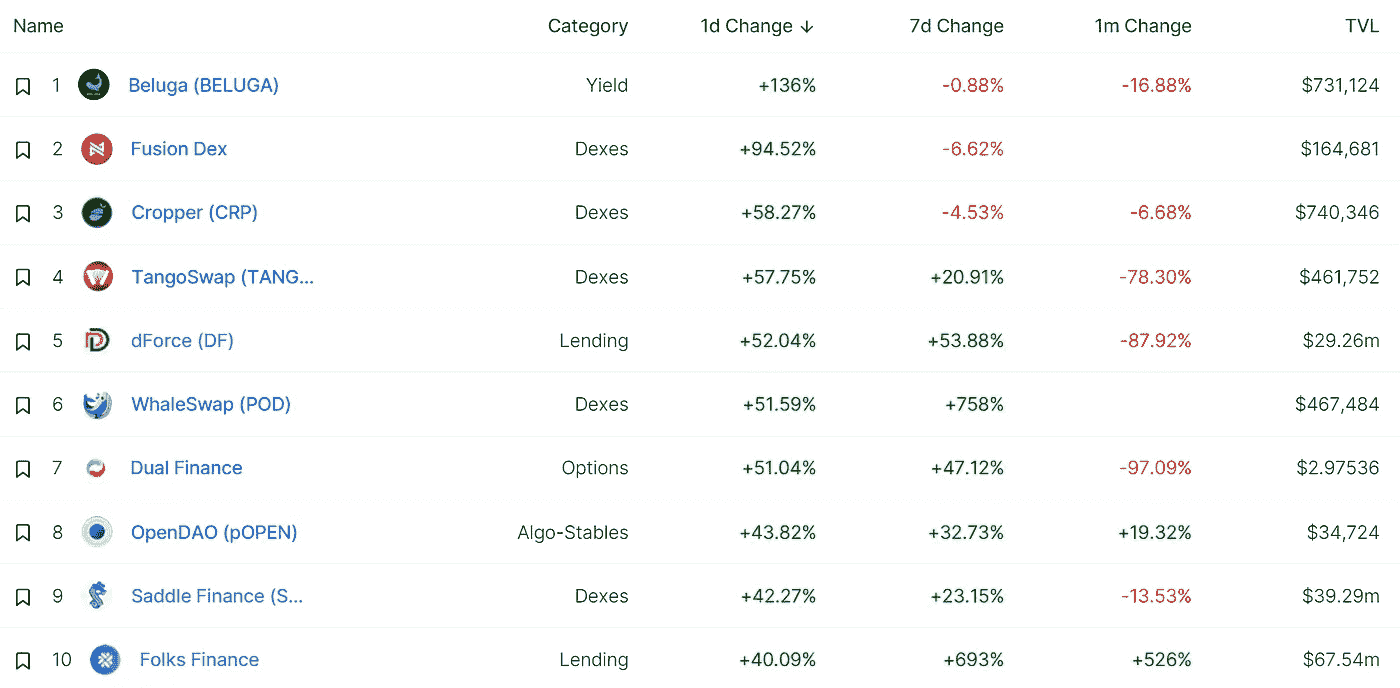 Name Category 1d Change ↓ 7d Change 1m Change TVL
1 Beluga (BELUGA) Yield +136% -0.88% -16.88% $731,124
2 Fusion Dex Dexes +94.52% -6.62% $164,681
3 Cropper (CRP) Dexes +58.27% -4.53% -6.68% $740,346
4 TangoSwap (TANG... Dexes +57.75% +20.91% -78.30% $461,752
5 dForce (DF) Lending +52.04% +53.88% -87.92% $29.26m
6 WhaleSwap (POD) Dexes +51.59% +758% $467,484
7 Dual Finance Options +51.04% +47.12% -97.09% $2.97536
8 OpenDAO (pOPEN) Algo-Stables +43.82% +32.73% +19.32% $34,724
9 Saddle Finance (S... Dexes +42.27% +23.15% -13.53% $39.29m
10 Folks Finance Lending +40.09% +693% +526% $67.54m